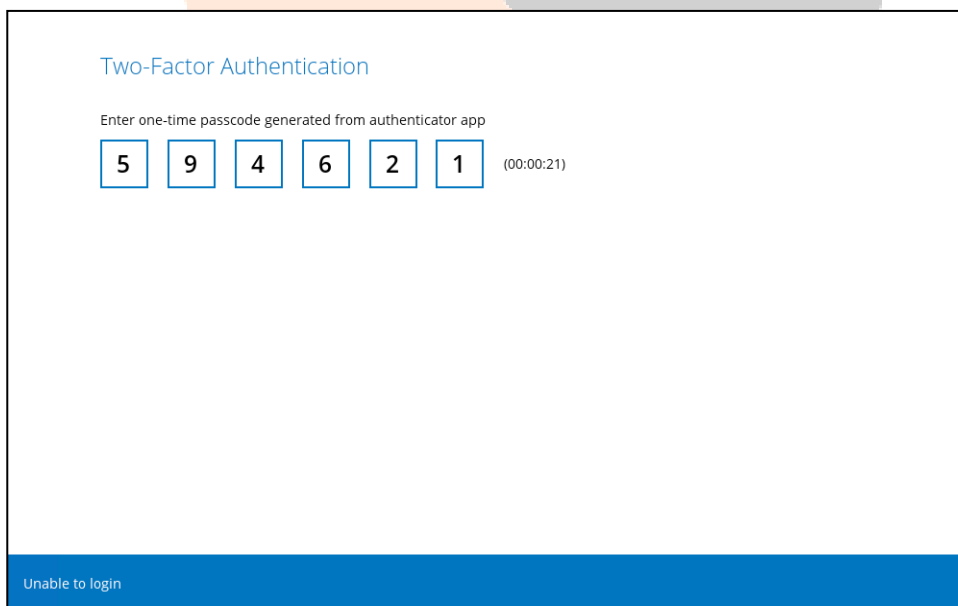 Two-Factor Authentication
Enter one-time passcode generated from authenticator app
5 9 4 6 2 1 (00:00:21)
Unable to login